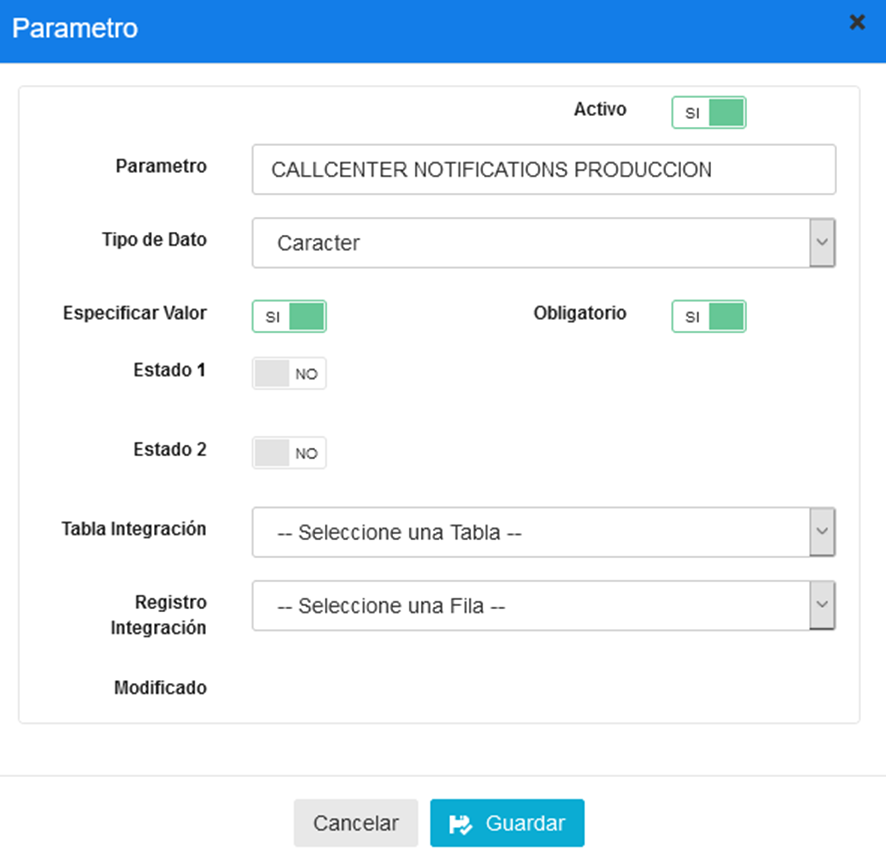 Parametro
Activo SI
Parametro CALLCENTER NOTIFICATIONS PRODUCCION
Tipo de Dato Caracter
Especificar Valor SI Obligatorio SI
Estado 1 NO
Estado 2 NO
Tabla Integración -- Seleccione una Tabla --
Registro -- Seleccione una Fila --
Integración
Modificado
Cancelar Guardar